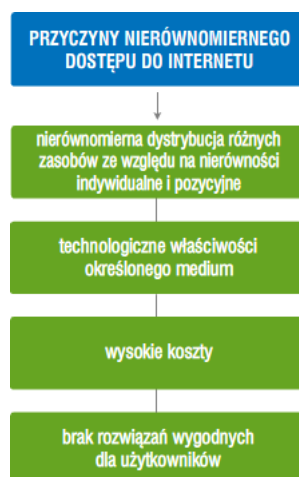 PRZYCZYNY NIERÓWNOMIERNEGO
DOSTĘPU DO INTERNETU
nierównomierna dystrybucja różnych
zasobów ze względu na nierówności
indywidualne i pozycyjne
technologiczne właściwości
określonego medium
wysokie koszty
brak rozwiązań wygodnych
dla użytkowników